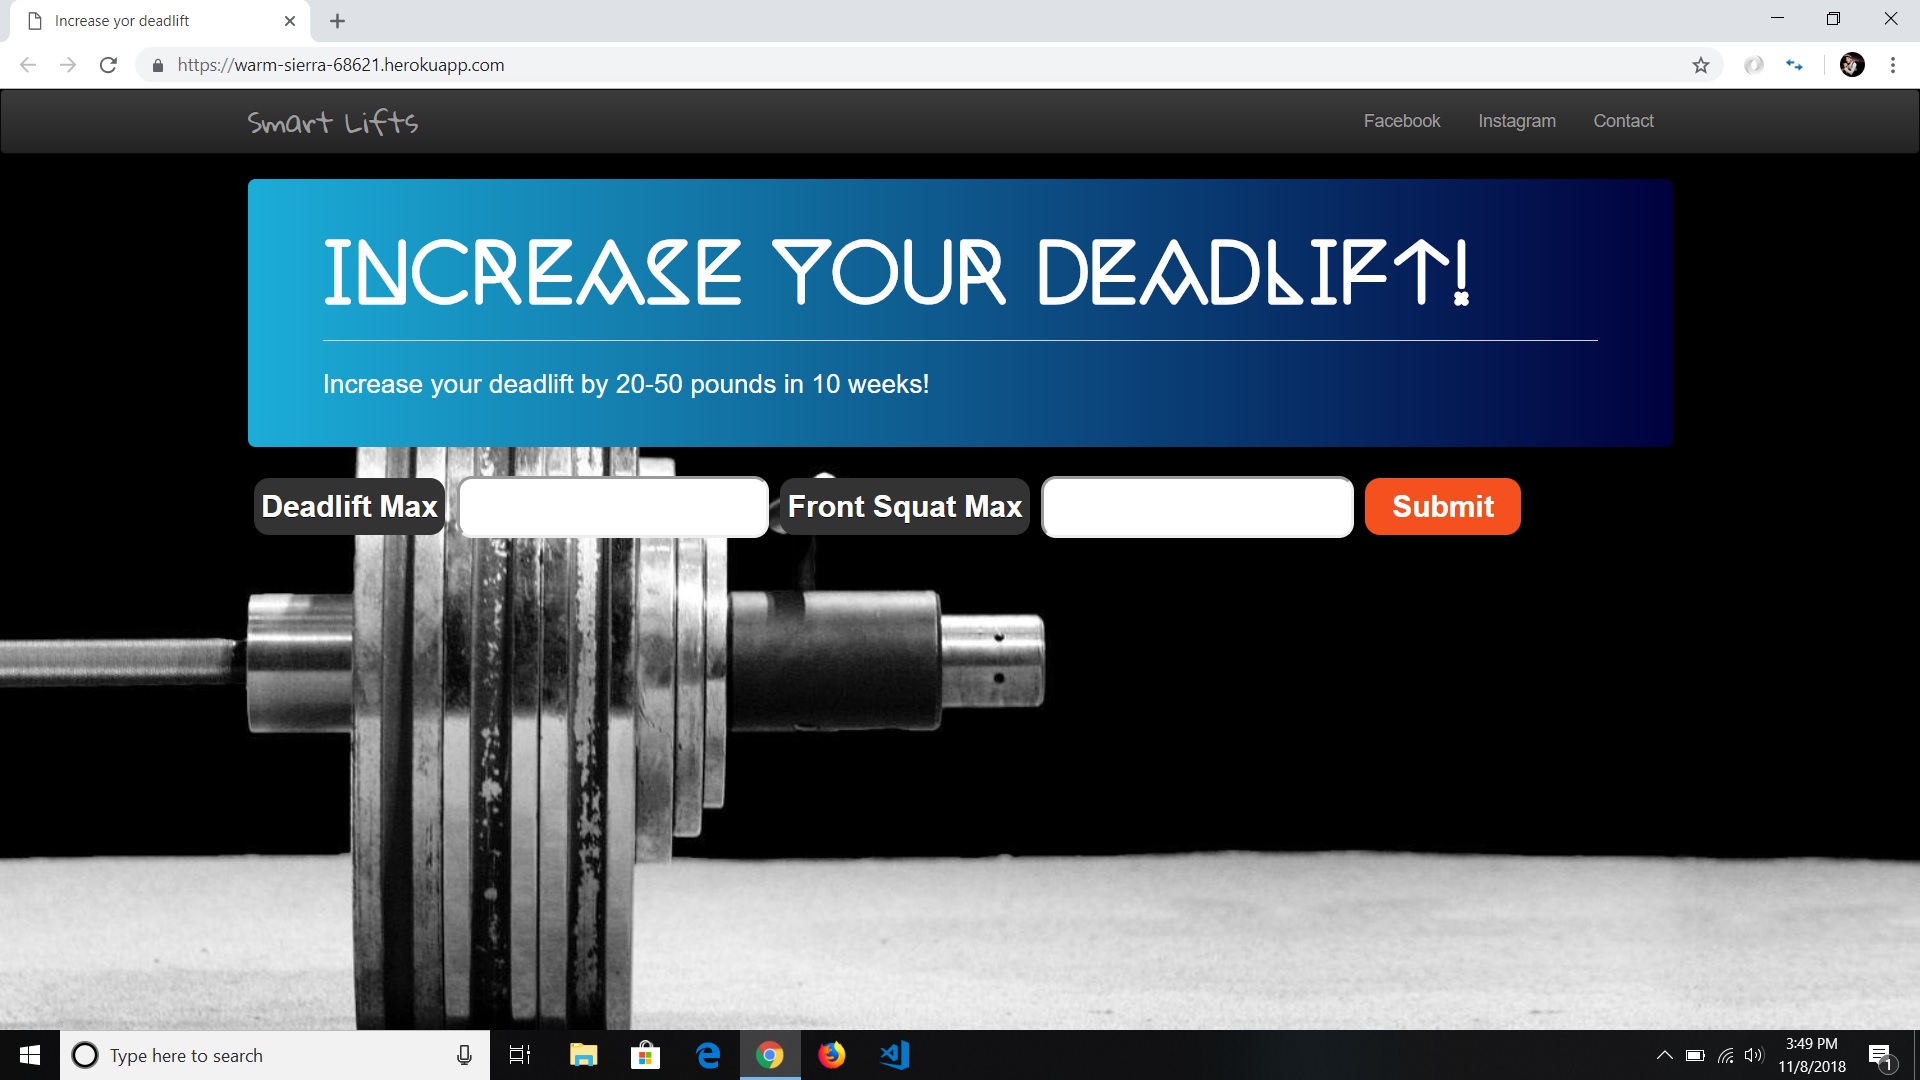 Increase yor deadlift
https://warm-sierra-68621.herokuapp.com
Smart Lifts
Facebook
Instagram
Contact
INCREASE YOUR DEADLIFT!
Increase your deadlift by 20-50 pounds in 10 weeks!
Deadlift Max
Front Squat Max
Submit
Type here to search
3:49 PM
11/8/2018
1